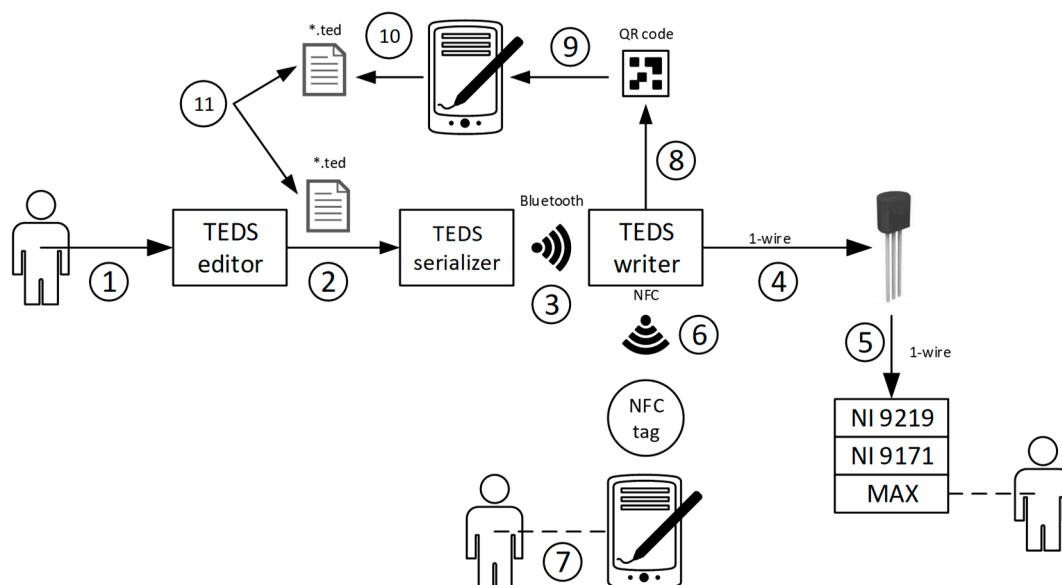 *.ted
10
QR code
9
11
8
*.ted
Bluetooth
TEDS
editor
TEDS
serializer
TEDS
writer
1-wire
1
2
3
4
NFC
6
5
1-wire
NFC
tag
NI 9219
NI 9171
MAX
7